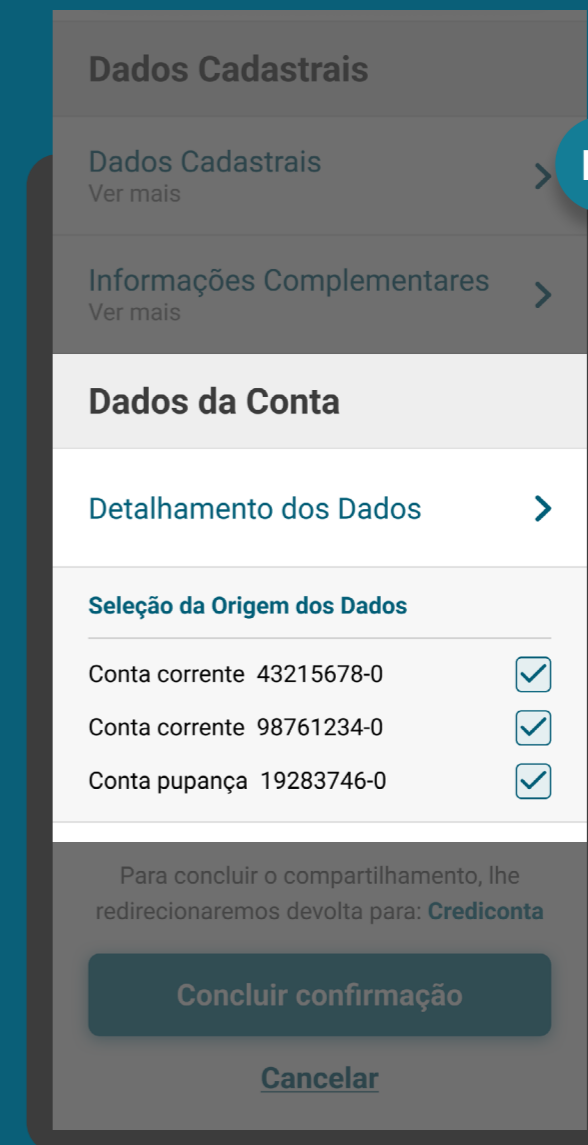 Dados Cadastrais
Dados Cadastrais
Ver mais
Informações Complementares
Ver mais
Dados da Conta
Detalhamento dos Dados
Seleção da Origem dos Dados
Conta corrente 43215678-0
Conta corrente 98761234-0
Conta pupança 19283746-0
Para concluir o compartilhamento, lhe
redirecionaremos devolta para: Crediconta
Concluir confirmação
Cancelar